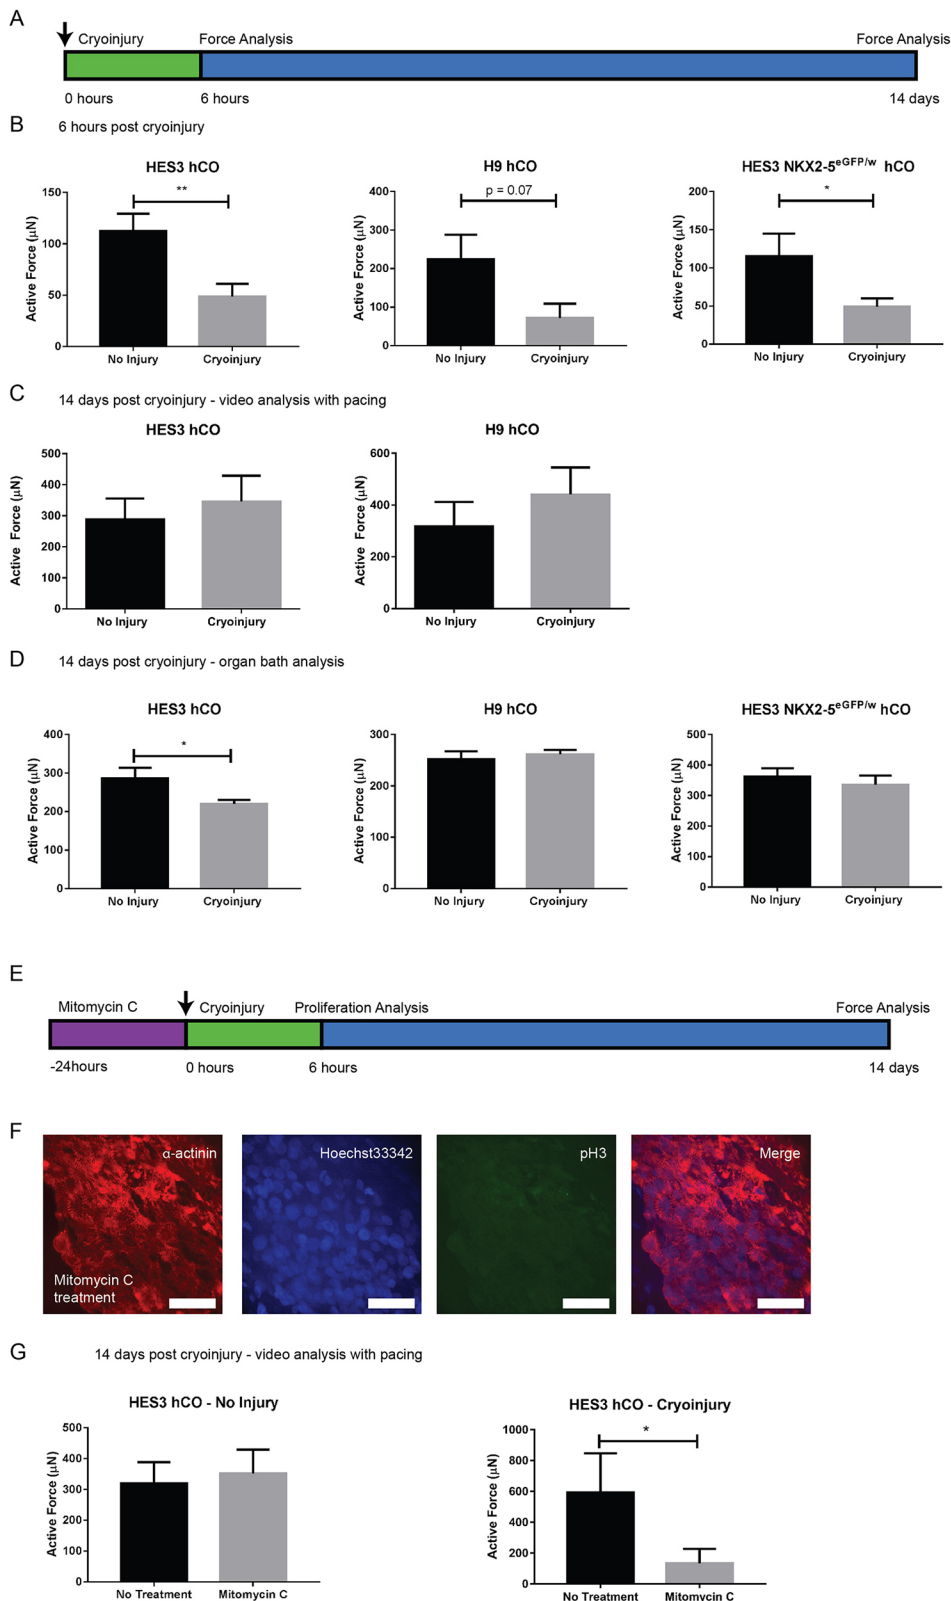 A
Cryoinjury Force Analysis Force Analysis
0 hours 6 hours 14 days
B
6 hours post cryoinjury
HES3 hCO
**
Active Force (µN)
150
100
50
0
No Injury Cryoinjury
H9 hCO
p = 0.07
Active Force (µN)
400
300
200
100
0
No Injury Cryoinjury
HES3 NKX2-5eGFP/w hCO
*
Active Force (µN)
200
150
100
50
0
No Injury Cryoinjury
C
14 days post cryoinjury - video analysis with pacing
HES3 hCO
Active Force (µN)
500
400
300
200
100
0
No Injury Cryoinjury
H9 hCO
Active Force (µN)
600
400
200
0
No Injury Cryoinjury
D
14 days post cryoinjury - organ bath analysis
HES3 hCO
*
Active Force (µN)
400
300
200
100
0
No Injury Cryoinjury
H9 hCO
Active Force (µN)
300
200
100
0
No Injury Cryoinjury
HES3 NKX2-5eGFP/w hCO
Active Force (µN)
500
400
300
200
100
0
No Injury Cryoinjury
E
Mitomycin C Cryoinjury Proliferation Analysis Force Analysis
-24hours 0 hours 6 hours 14 days
F
α-actinin Hoechst33342 pH3 Merge
Mitomycin C
treatment
G
14 days post cryoinjury - video analysis with pacing
HES3 hCO - No Injury
Active Force (µN)
500
400
300
200
100
0
No Treatment Mitomycin C
HES3 hCO - Cryoinjury
*
Active Force (µN)
1000
800
600
400
200
0
No Treatment Mitomycin C